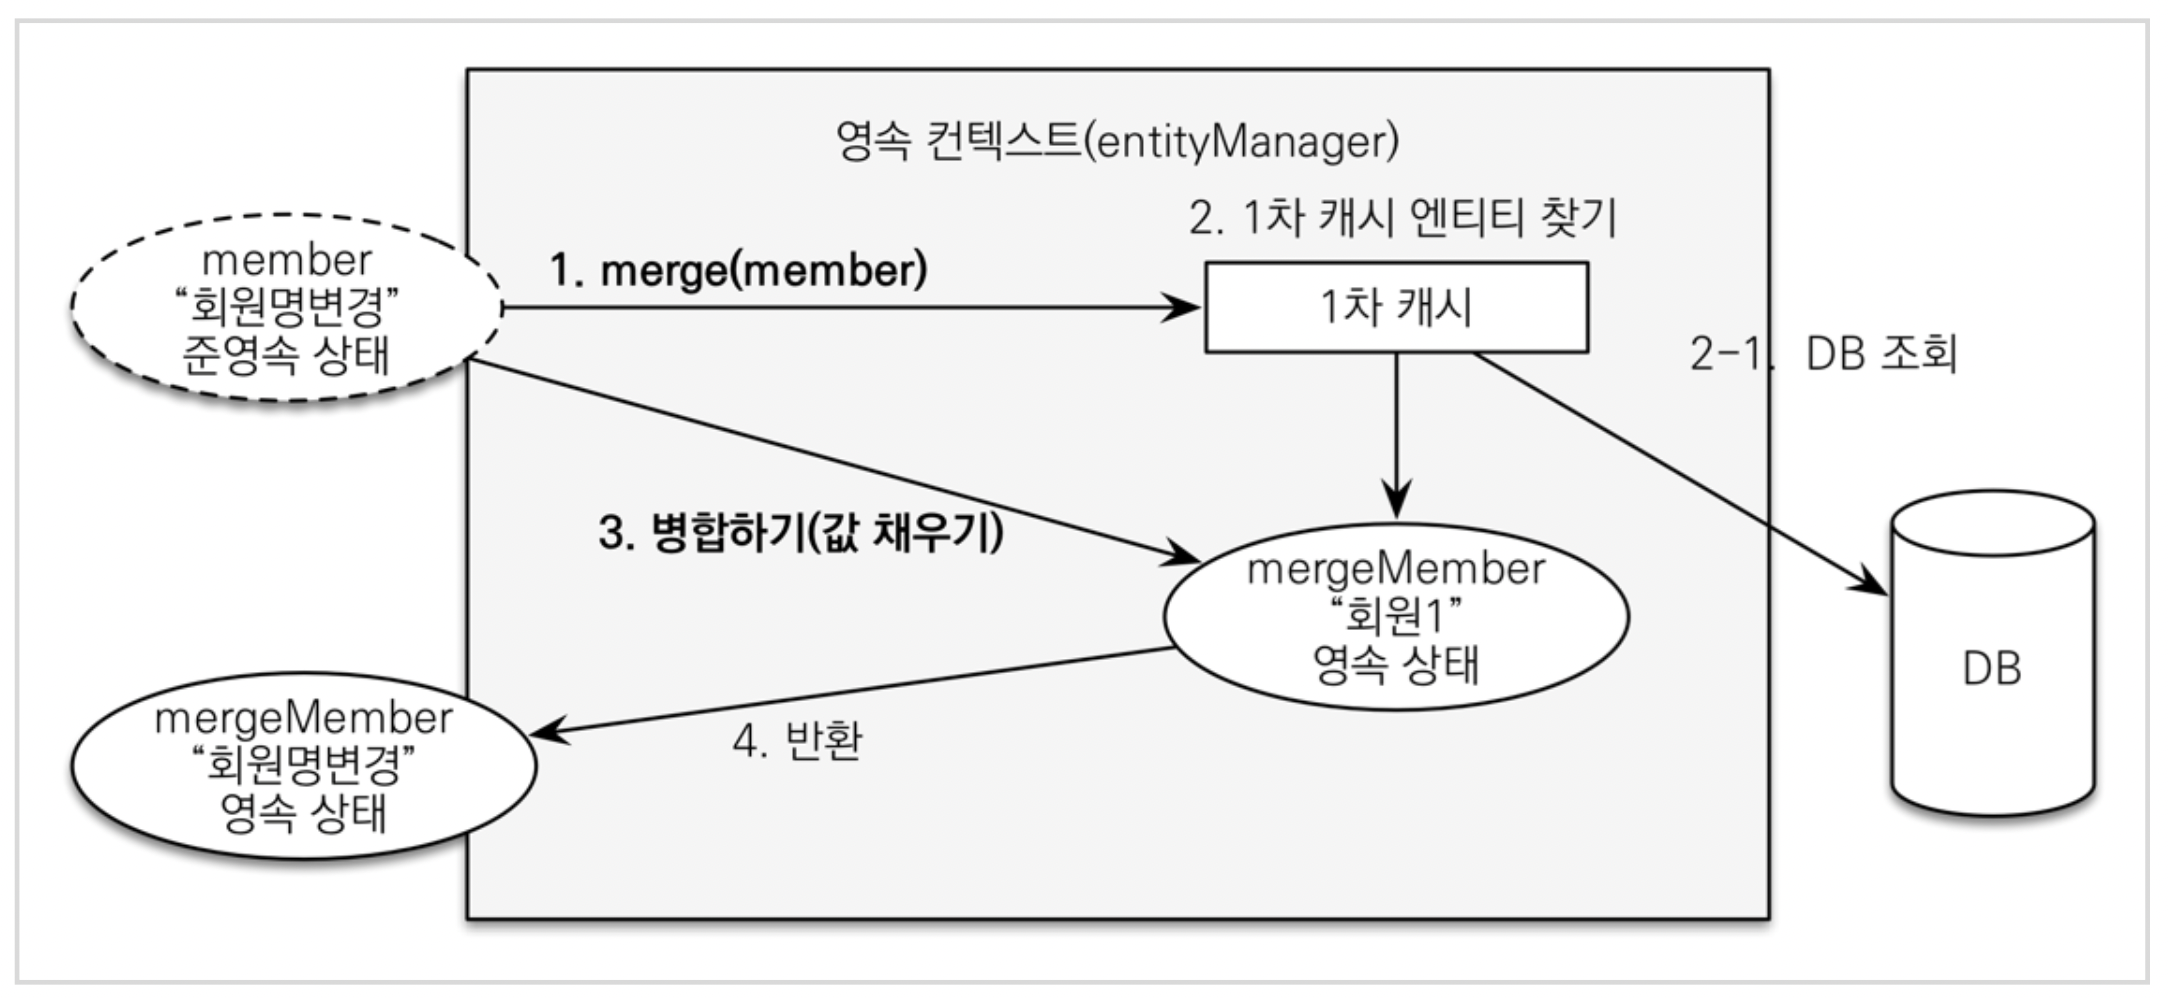 영속 컨텍스트(entityManager)
2. 1차 캐시 엔티티 찾기
member
“회원명변경”
준영속 상태
1. merge(member)
1차 캐시
2-1. DB 조회
3. 병합하기(값 채우기)
mergeMember
“회원1”
영속 상태
DB
mergeMember
“회원명변경”
영속 상태
4. 반환